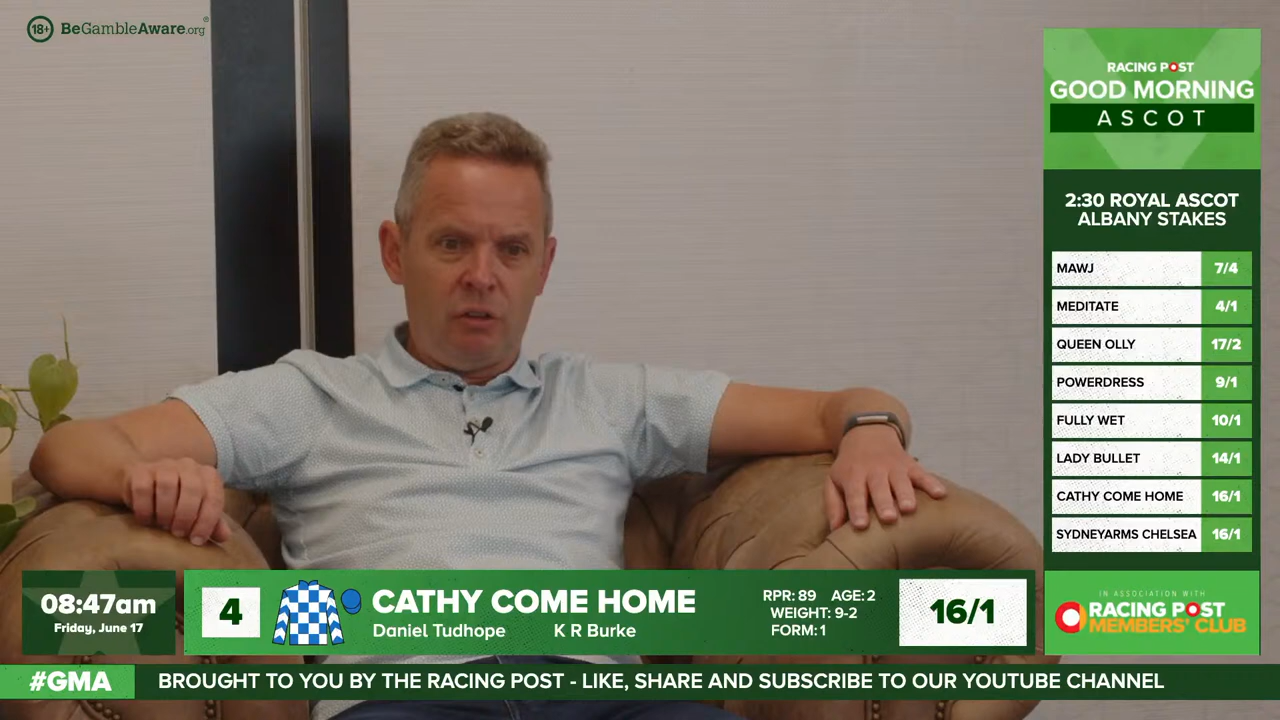 18+ BeGambleAware.org®
RACING POST
GOOD MORNING
ASCOT
2:30 ROYAL ASCOT
ALBANY STAKES
MAWJ 7/4
MEDITATE 4/1
QUEEN OLLY 17/2
POWERDRESS 9/1
FULLY WET 10/1
LADY BULLET 14/1
CATHY COME HOME 16/1
SYDNEYARMS CHELSEA 16/1
08:47am
Friday, June 17
4
CATHY COME HOME
Daniel Tudhope K R Burke
RPR: 89 AGE: 2
WEIGHT: 9-2
FORM: 1
16/1
IN ASSOCIATION WITH
RACING POST
MEMBERS' CLUB
#GMA
BROUGHT TO YOU BY THE RACING POST - LIKE, SHARE AND SUBSCRIBE TO OUR YOUTUBE CHANNEL